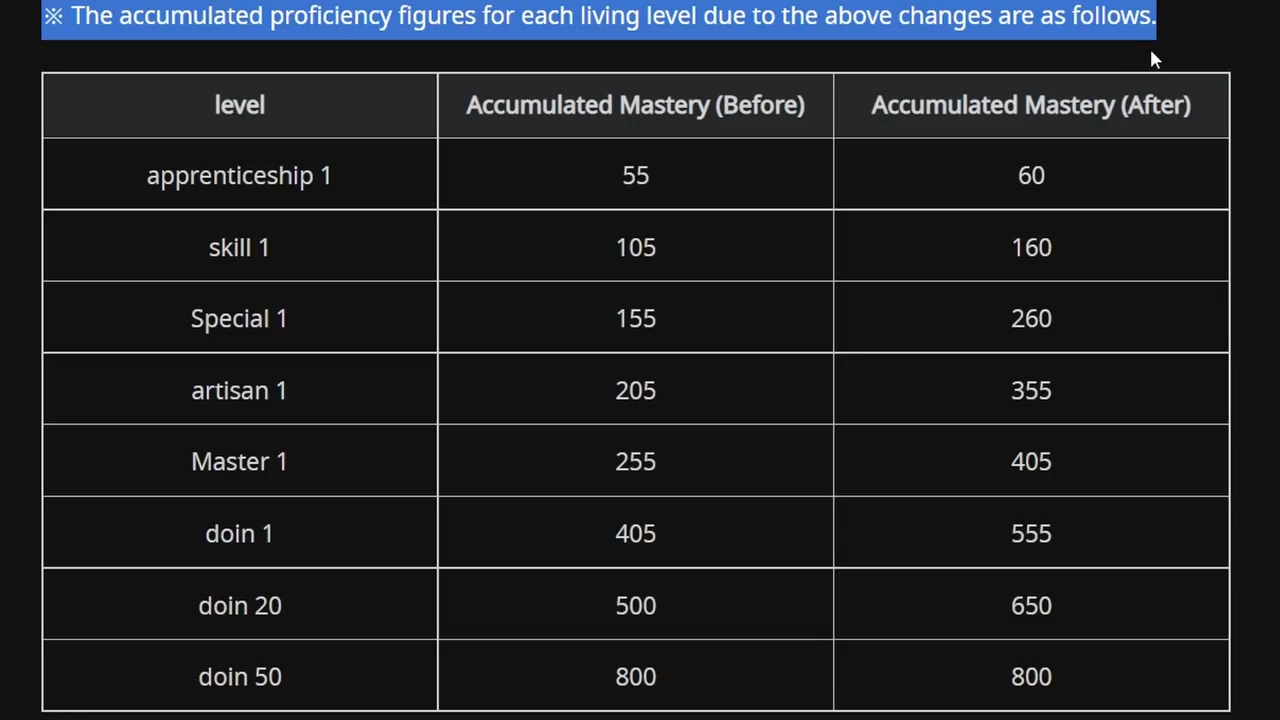 ※ The accumulated proficiency figures for each living level due to the above changes are as follows.
level Accumulated Mastery (Before) Accumulated Mastery (After)
apprenticeship 1 55 60
skill 1 105 160
Special 1 155 260
artisan 1 205 355
Master 1 255 405
doin 1 405 555
doin 20 500 650
doin 50 800 800